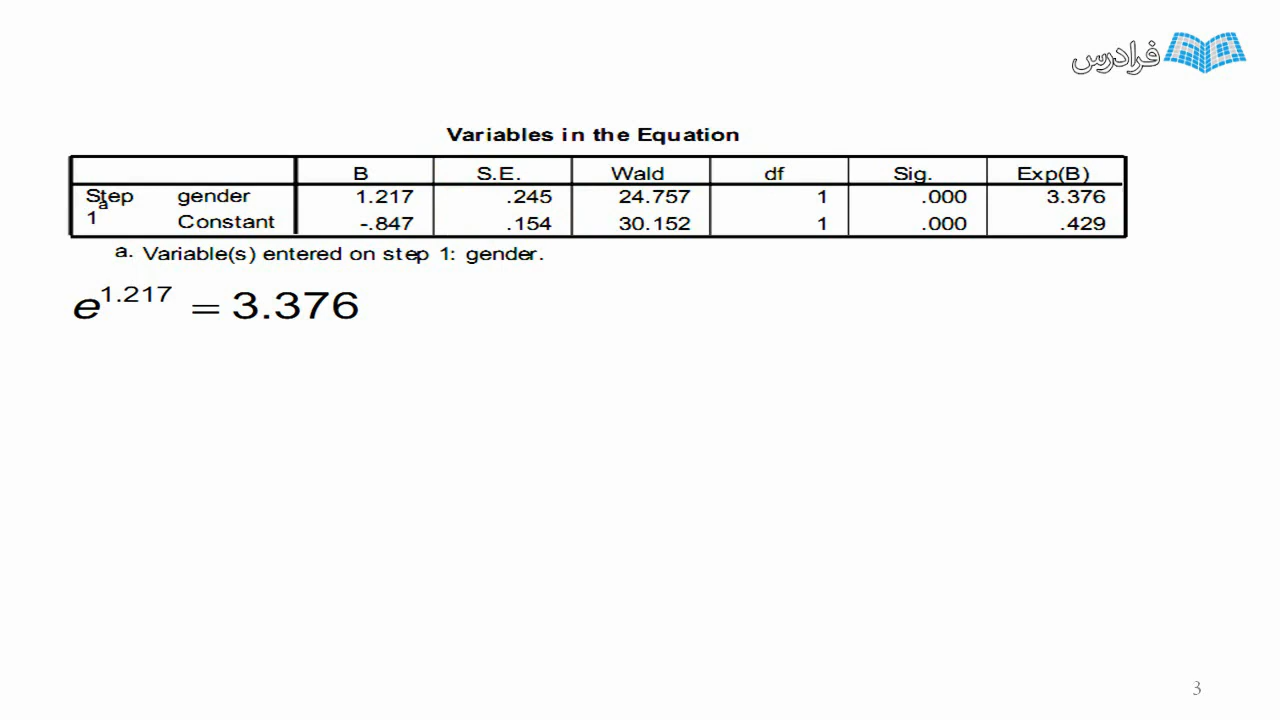 فرادرس
Variables in the Equation
B S.E. Wald df Sig. Exp(B)
Step 1a gender 1.217 .245 24.757 1 .000 3.376
Constant -.847 .154 30.152 1 .000 .429
a. Variable(s) entered on step 1: gender.
e^1.217 = 3.376
3